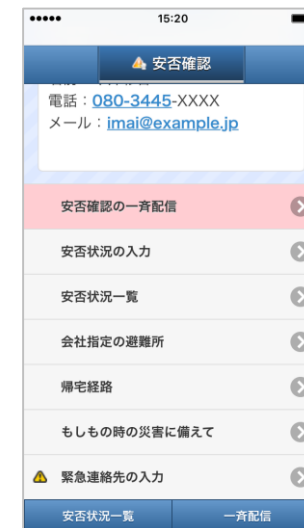 15:20
安否確認
電話：080-3445-XXXX
メール：imai@example.jp
安否確認の一斉配信
安否状況の入力
安否状況一覧
会社指定の避難所
帰宅経路
もしもの時の災害に備えて
緊急連絡先の入力
安否状況一覧 一斉配信